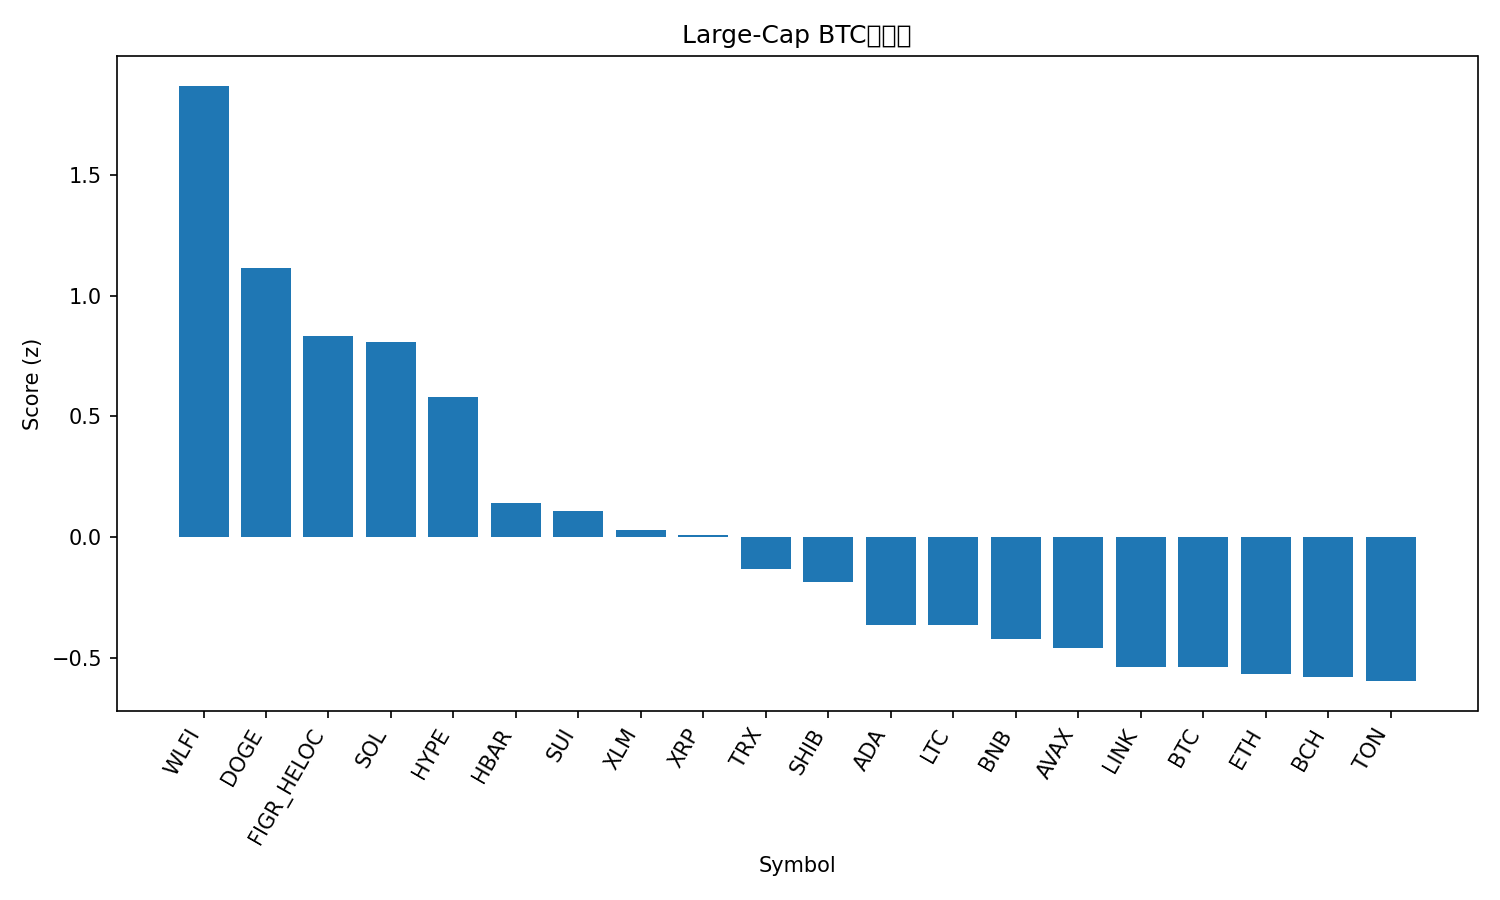 Large-Cap BTC
Score (z)
1.5
1.0
0.5
0.0
−0.5
WLFI
DOGE
FIGR_HELOC
SOL
HYPE
HBAR
SUI
XLM
XRP
TRX
SHIB
ADA
LTC
BNB
AVAX
LINK
BTC
ETH
BCH
TON
Symbol